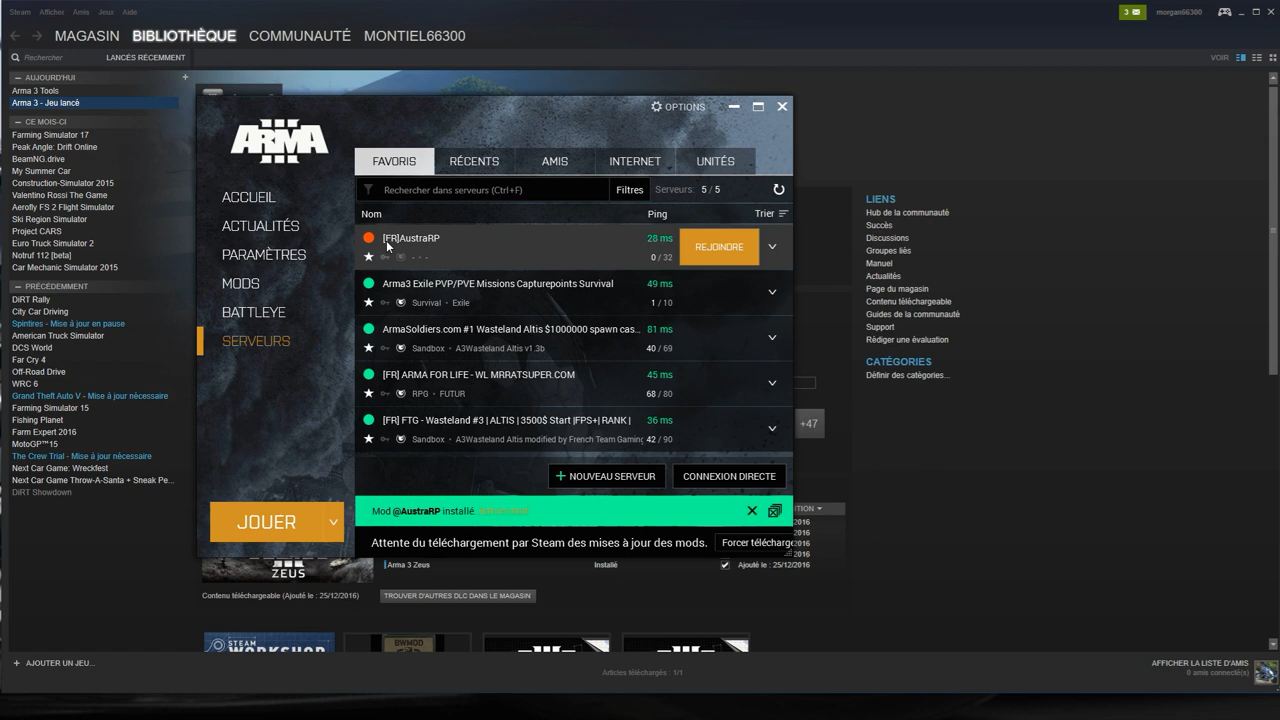 Steam Afficher Amis Jeux Aide
3
morgan66300
MAGASIN BIBLIOTHÈQUE COMMUNAUTÉ MONTIEL66300
Rechercher LANCÉS RÉCEMMENT
VOIR
— AUJOURD'HUI +
Arma 3 Tools
Arma 3 - Jeu lancé
— CE MOIS-CI
Farming Simulator 17
Peak Angle: Drift Online
BeamNG.drive
My Summer Car
Construction-Simulator 2015
Valentino Rossi The Game
Aerofly FS 2 Flight Simulator
Ski Region Simulator
Project CARS
Euro Truck Simulator 2
Notruf 112 [beta]
Car Mechanic Simulator 2015
— PRÉCÉDEMMENT
DiRT Rally
City Car Driving
Spintires - Mise à jour en pause
American Truck Simulator
DCS World
Far Cry 4
Off-Road Drive
WRC 6
Grand Theft Auto V - Mise à jour nécessaire
Farming Simulator 15
Fishing Planet
Farm Expert 2016
MotoGP™15
The Crew Trial - Mise à jour nécessaire
Next Car Game: Wreckfest
Next Car Game Throw-A-Santa + Sneak Pe...
DiRT Showdown
+ AJOUTER UN JEU...
ARMA III
OPTIONS
ACCUEIL
ACTUALITÉS
PARAMÈTRES
MODS
BATTLEYE
SERVEURS
JOUER
FAVORIS RÉCENTS AMIS INTERNET UNITÉS
Rechercher dans serveurs (Ctrl+F) Filtres Serveurs: 5 / 5
Nom Ping Trier
[FR]AustraRP 28 ms REJOINDRE
- - - 0 / 32
Arma3 Exile PVP/PVE Missions Capturepoints Survival 49 ms
Survival • Exile 1 / 10
ArmaSoldiers.com #1 Wasteland Altis $1000000 spawn cas... 81 ms
Sandbox • A3Wasteland Altis v1.3b 40 / 69
[FR] ARMA FOR LIFE - WL MRRATSUPER.COM 45 ms
RPG • FUTUR 68 / 80
[FR] FTG - Wasteland #3 | ALTIS | 3500$ Start |FPS+| RANK | 36 ms
Sandbox • A3Wasteland Altis modified by French Team Gaming 42 / 90
+ NOUVEAU SERVEUR CONNEXION DIRECTE
Mod @AustraRP installé.
Attente du téléchargement par Steam des mises à jour des mods. Forcer télécharge
ZEUS
Arma 3 Zeus Installé Ajouté le : 25/12/2016
Contenu téléchargeable (Ajouté le : 25/12/2016) TROUVER D'AUTRES DLC DANS LE MAGASIN
+47
STEAM
WORKSHOP
BWMOD
LIENS
Hub de la communauté
Succès
Discussions
Groupes liés
Manuel
Actualités
Page du magasin
Contenu téléchargeable
Guides de la communauté
Support
Rédiger une évaluation
CATÉGORIES
Définir des catégories...
Articles téléchargés : 1/1
AFFICHER LA LISTE D'AMIS
0 amis connecté(s)